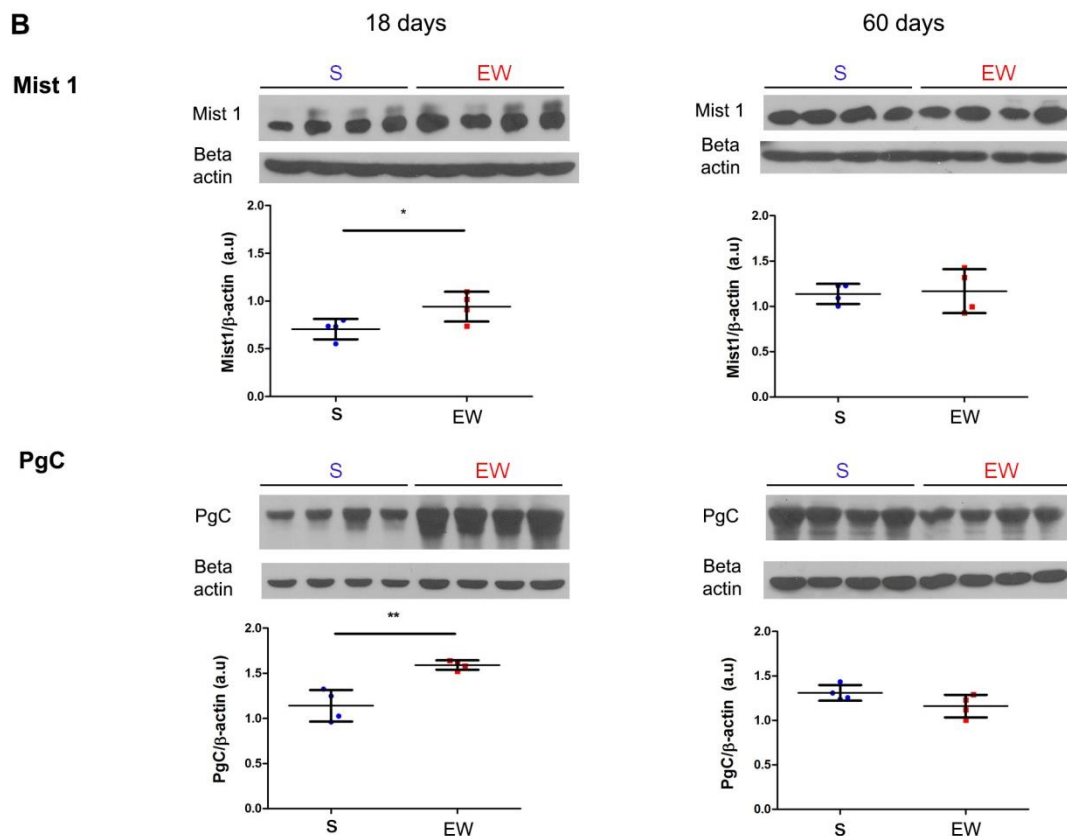 B
18 days
60 days
Mist 1
S EW
Mist 1
Beta
actin
2.0
1.5
1.0
0.5
0.0
Mist1/β-actin (a.u)
*
S EW
S EW
Mist 1
Beta
actin
2.0
1.5
1.0
0.5
0.0
Mist1/β-actin (a.u)
S EW
PgC
S EW
PgC
Beta
actin
2.0
1.5
1.0
0.5
0.0
PgC/β-actin (a.u)
**
S EW
S EW
PgC
Beta
actin
2.0
1.5
1.0
0.5
0.0
PgC/β-actin (a.u)
S EW